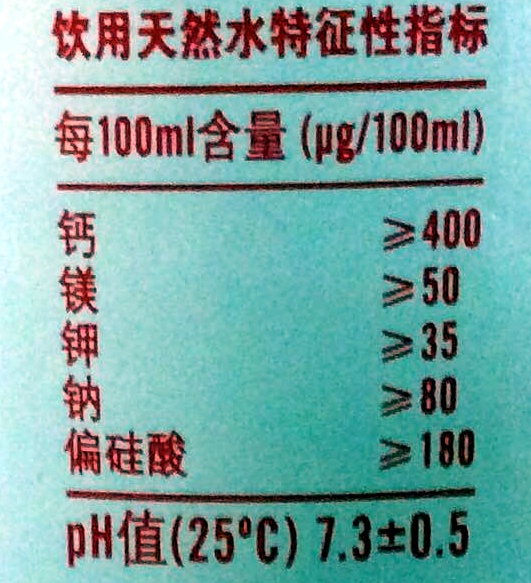 饮用天然水特征性指标
每100ml含量 (μg/100ml)
钙 ⩾400
镁 ⩾50
钾 ⩾35
钠 ⩾80
偏硅酸 ⩾180
pH值(25ºC) 7.3±0.5